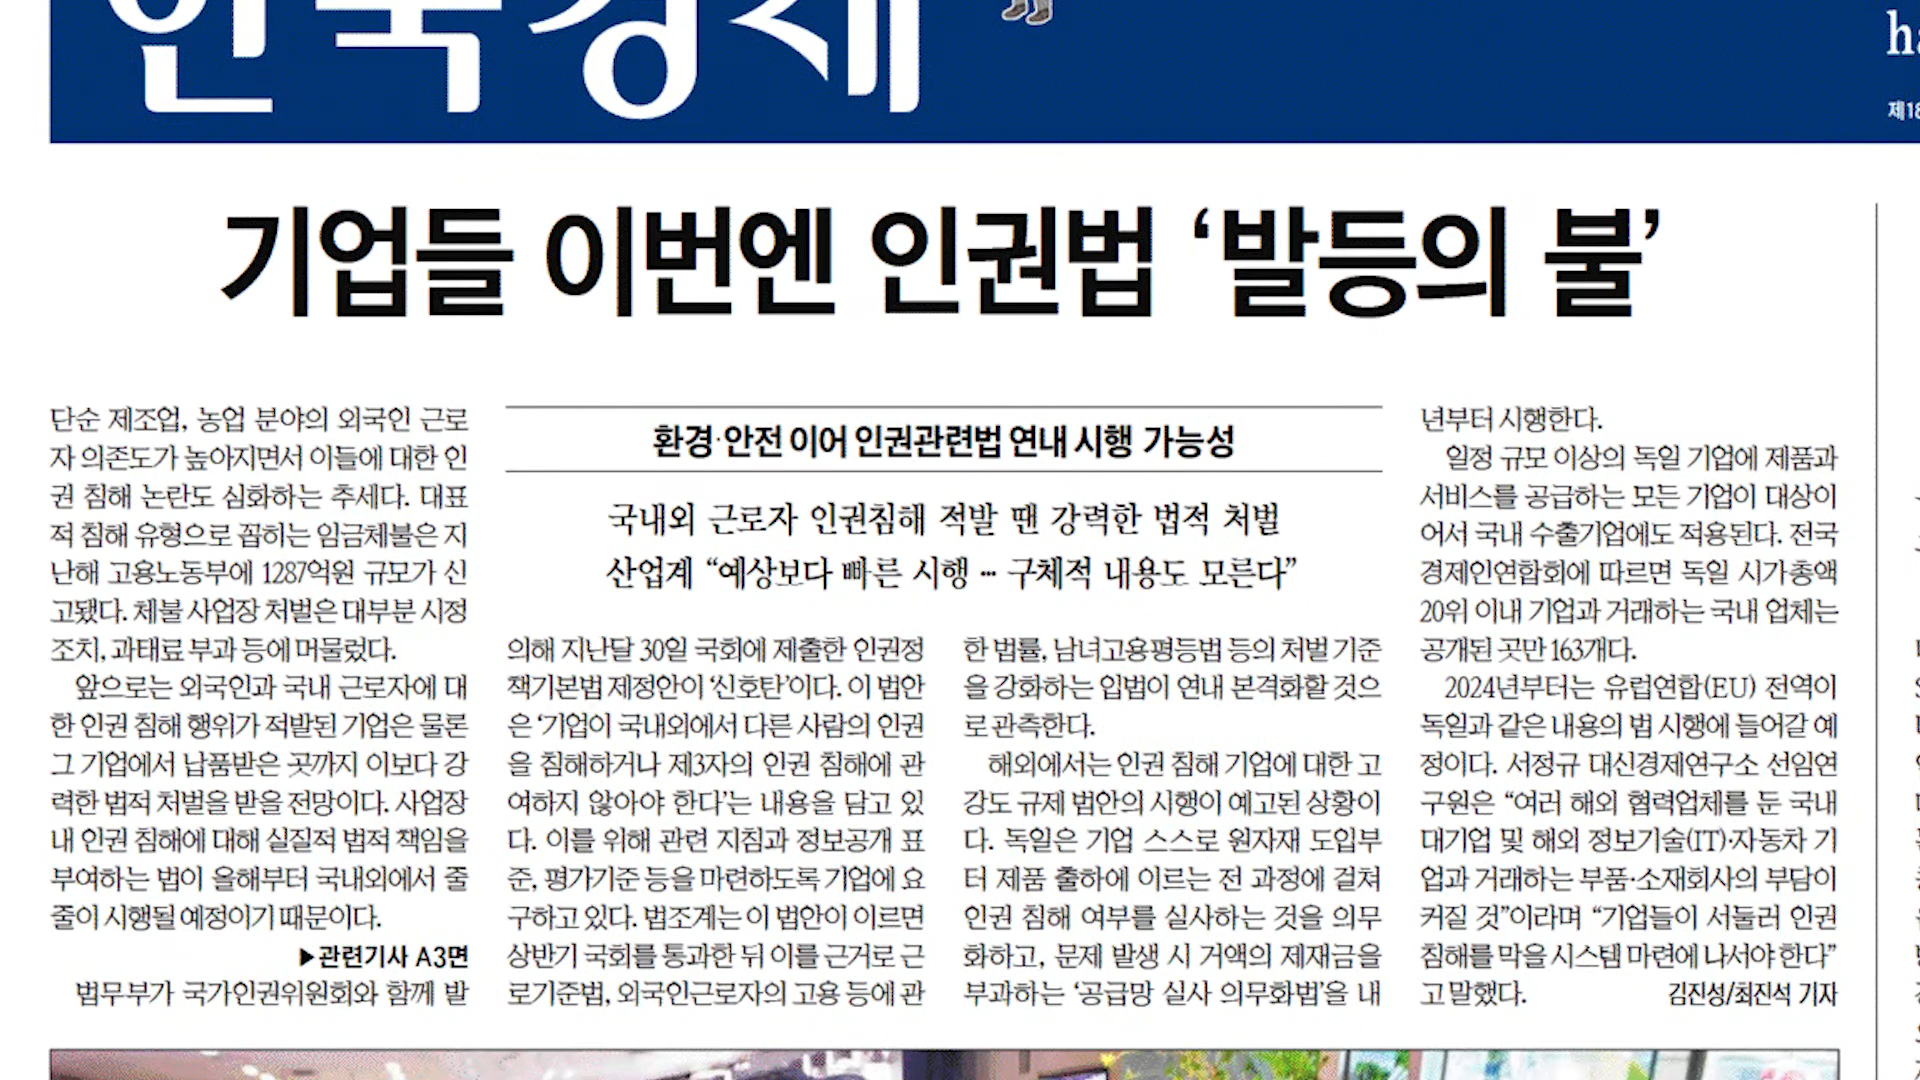 한국경제
제18
기업들 이번엔 인권법 ‘발등의 불’
단순 제조업, 농업 분야의 외국인 근로
자 의존도가 높아지면서 이들에 대한 인
권 침해 논란도 심화하는 추세다. 대표
적 침해 유형으로 꼽히는 임금체불은 지
난해 고용노동부에 1287억원 규모가 신
고됐다. 체불 사업장 처벌은 대부분 시정
조치, 과태료 부과 등에 머물렀다.
앞으로는 외국인과 국내 근로자에 대
한 인권 침해 행위가 적발된 기업은 물론
그 기업에서 납품받은 곳까지 이보다 강
력한 법적 처벌을 받을 전망이다. 사업장
내 인권 침해에 대해 실질적 법적 책임을
부여하는 법이 올해부터 국내외에서 줄
줄이 시행될 예정이기 때문이다.
▶관련기사 A3면
법무부가 국가인권위원회와 함께 발
환경·안전 이어 인권관련법 연내 시행 가능성
국내외 근로자 인권침해 적발 땐 강력한 법적 처벌
산업계 “예상보다 빠른 시행 … 구체적 내용도 모른다”
의해 지난달 30일 국회에 제출한 인권정
책기본법 제정안이 ‘신호탄’이다. 이 법안
은 ‘기업이 국내외에서 다른 사람의 인권
을 침해하거나 제3자의 인권 침해에 관
여하지 않아야 한다’는 내용을 담고 있
다. 이를 위해 관련 지침과 정보공개 표
준, 평가기준 등을 마련하도록 기업에 요
구하고 있다. 법조계는 이 법안이 이르면
상반기 국회를 통과한 뒤 이를 근거로 근
로기준법, 외국인근로자의 고용 등에 관
한 법률, 남녀고용평등법 등의 처벌 기준
을 강화하는 입법이 연내 본격화할 것으
로 관측한다.
해외에서는 인권 침해 기업에 대한 고
강도 규제 법안의 시행이 예고된 상황이
다. 독일은 기업 스스로 원자재 도입부
터 제품 출하에 이르는 전 과정에 걸쳐
인권 침해 여부를 실사하는 것을 의무
화하고, 문제 발생 시 거액의 제재금을
부과하는 ‘공급망 실사 의무화법’을 내
년부터 시행한다.
일정 규모 이상의 독일 기업에 제품과
서비스를 공급하는 모든 기업이 대상이
어서 국내 수출기업에도 적용된다. 전국
경제인연합회에 따르면 독일 시가총액
20위 이내 기업과 거래하는 국내 업체는
공개된 곳만 163개다.
2024년부터는 유럽연합(EU) 전역이
독일과 같은 내용의 법 시행에 들어갈 예
정이다. 서정규 대신경제연구소 선임연
구원은 “여러 해외 협력업체를 둔 국내
대기업 및 해외 정보기술(IT)·자동차 기
업과 거래하는 부품·소재회사의 부담이
커질 것”이라며 “기업들이 서둘러 인권
침해를 막을 시스템 마련에 나서야 한다”
고 말했다. 김진성/최진석 기자